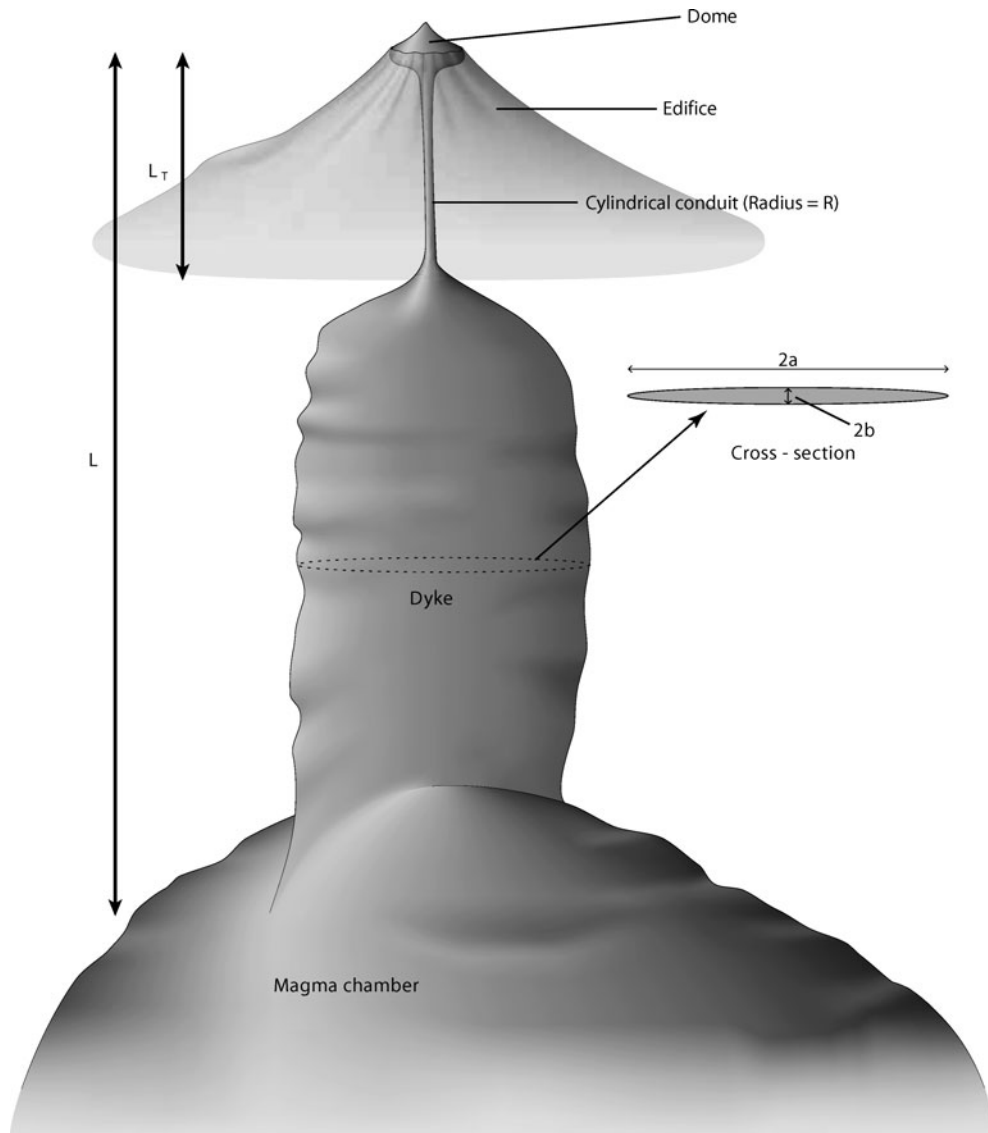 Dome
Edifice
L T
Cylindrical conduit (Radius = R)
2a
2b
Cross - section
L
Dyke
Magma chamber